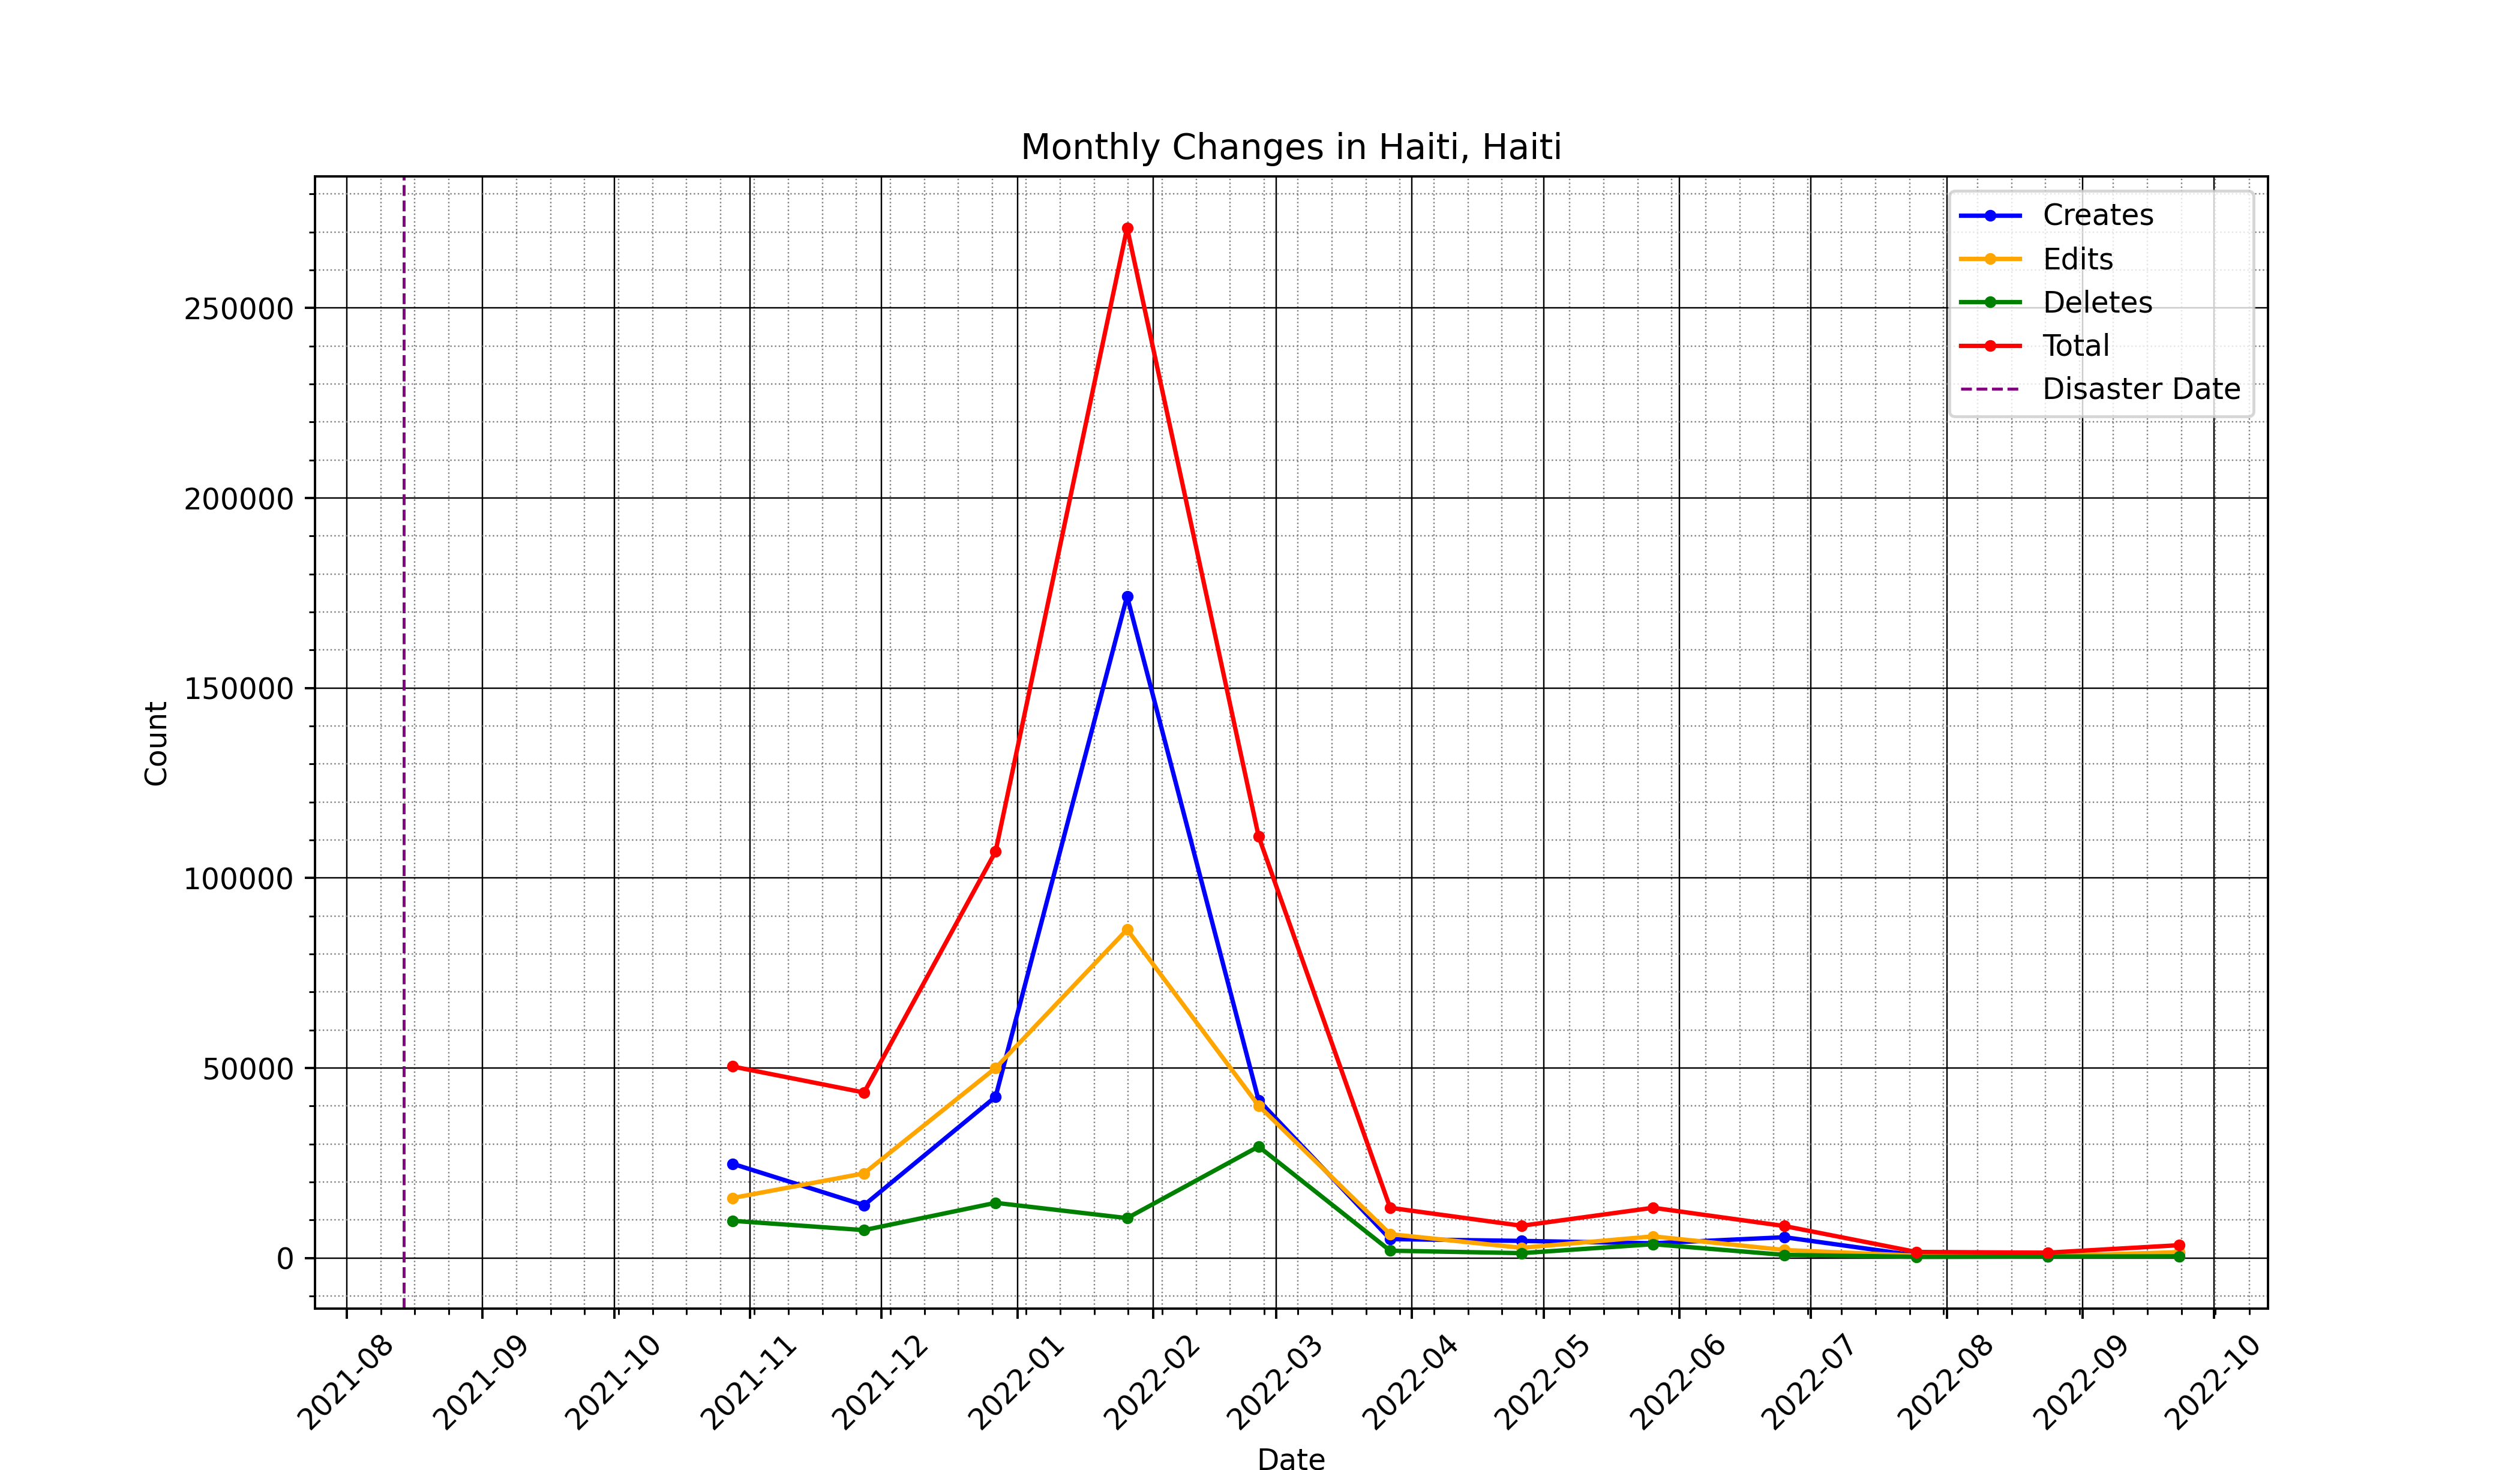 Monthly Changes in Haiti, Haiti
Creates
Edits
Deletes
Total
Disaster Date
250000
200000
150000
100000
50000
0
Count
2021-08
2021-09
2021-10
2021-11
2021-12
2022-01
2022-02
2022-03
2022-04
2022-05
2022-06
2022-07
2022-08
2022-09
2022-10
Date